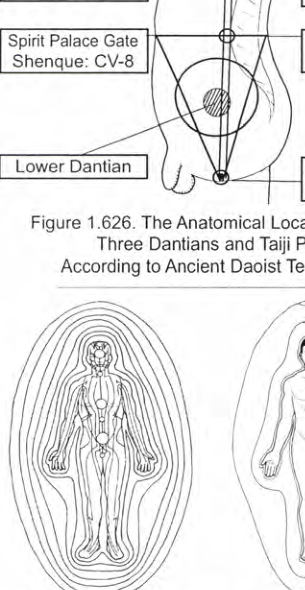 Spirit Palace Gate
Shenque: CV-8
Lower Dantian
Figure 1.626. The Anatomical Loca
Three Dantians and Taiji P
According to Ancient Daoist Te